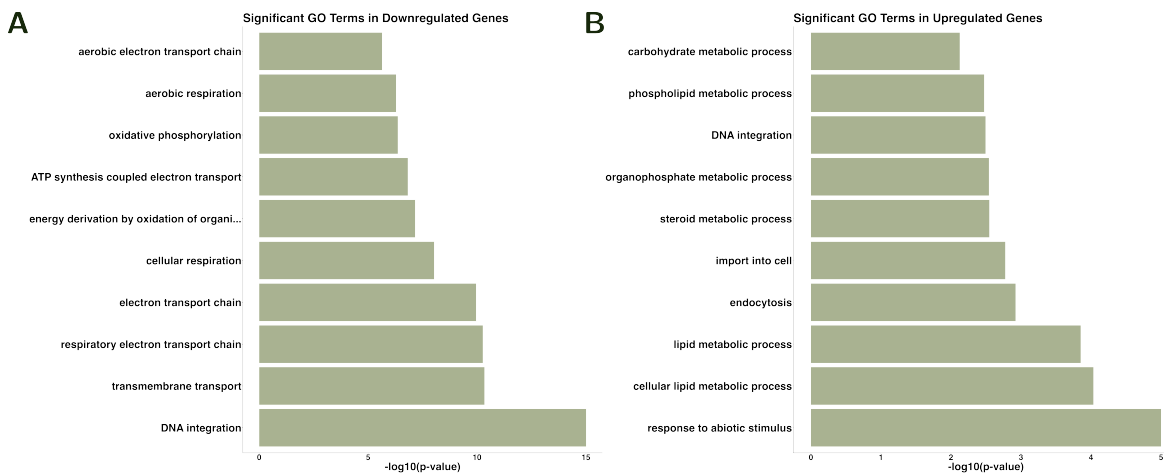 A
Significant GO Terms in Downregulated Genes
aerobic electron transport chain
aerobic respiration
oxidative phosphorylation
ATP synthesis coupled electron transport
energy derivation by oxidation of organi...
cellular respiration
electron transport chain
respiratory electron transport chain
transmembrane transport
DNA integration
0 5 10 15
-log10(p-value)
B
Significant GO Terms in Upregulated Genes
carbohydrate metabolic process
phospholipid metabolic process
DNA integration
organophosphate metabolic process
steroid metabolic process
import into cell
endocytosis
lipid metabolic process
cellular lipid metabolic process
response to abiotic stimulus
0 1 2 3 4 5
-log10(p-value)